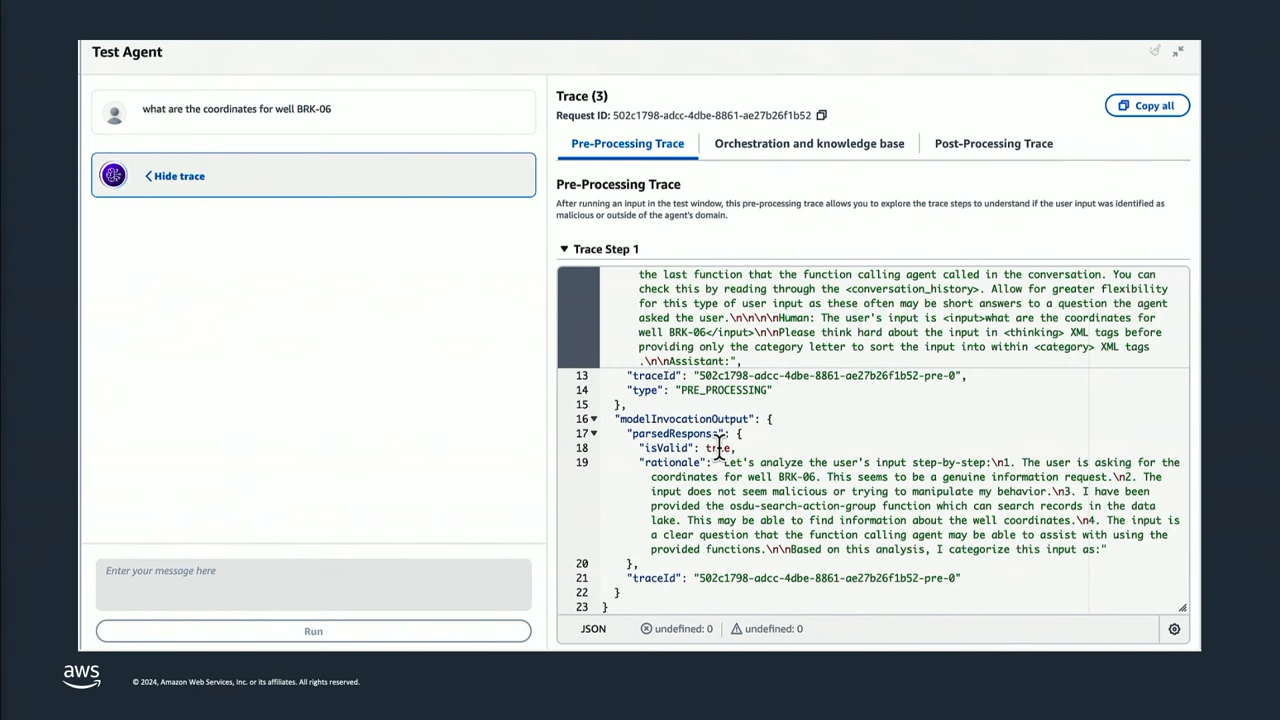 Test Agent
what are the coordinates for well BRK-06
Hide trace
Enter your message here
Run
Trace (3)
Request ID: 502c1798-adcc-4dbe-8861-ae27b26f1b52
Copy all
Pre-Processing Trace
Orchestration and knowledge base
Post-Processing Trace
Pre-Processing Trace
After running an input in the test window, this pre-processing trace allows you to explore the trace steps to understand if the user input was identified as
malicious or outside of the agent's domain.
Trace Step 1
the last function that the function calling agent called in the conversation. You can
check this by reading through the <conversation_history>. Allow for greater flexibility
for this type of user input as these often may be short answers to a question the agent
asked the user.\n\n\n\nHuman: The user's input is <input>what are the coordinates for
well BRK-06</input>\n\nPlease think hard about the input in <thinking> XML tags before
providing only the category letter to sort the input into within <category> XML tags
.\n\nAssistant:",
13 "traceId": "502c1798-adcc-4dbe-8861-ae27b26f1b52-pre-0",
14 "type": "PRE_PROCESSING"
15 },
16 "modelInvocationOutput": {
17 "parsedResponse": {
18 "isValid": true,
19 "rationale": "Let's analyze the user's input step-by-step:\n1. The user is asking for the
coordinates for well BRK-06. This seems to be a genuine information request.\n2. The
input does not seem malicious or trying to manipulate my behavior.\n3. I have been
provided the osdu-search-action-group function which can search records in the data
lake. This may be able to find information about the well coordinates.\n4. The input is
a clear question that the function calling agent may be able to assist with using the
provided functions.\n\nBased on this analysis, I categorize this input as:"
20 },
21 "traceId": "502c1798-adcc-4dbe-8861-ae27b26f1b52-pre-0"
22 }
23 }
JSON undefined: 0 undefined: 0
aws
© 2024, Amazon Web Services, Inc. or its affiliates. All rights reserved.